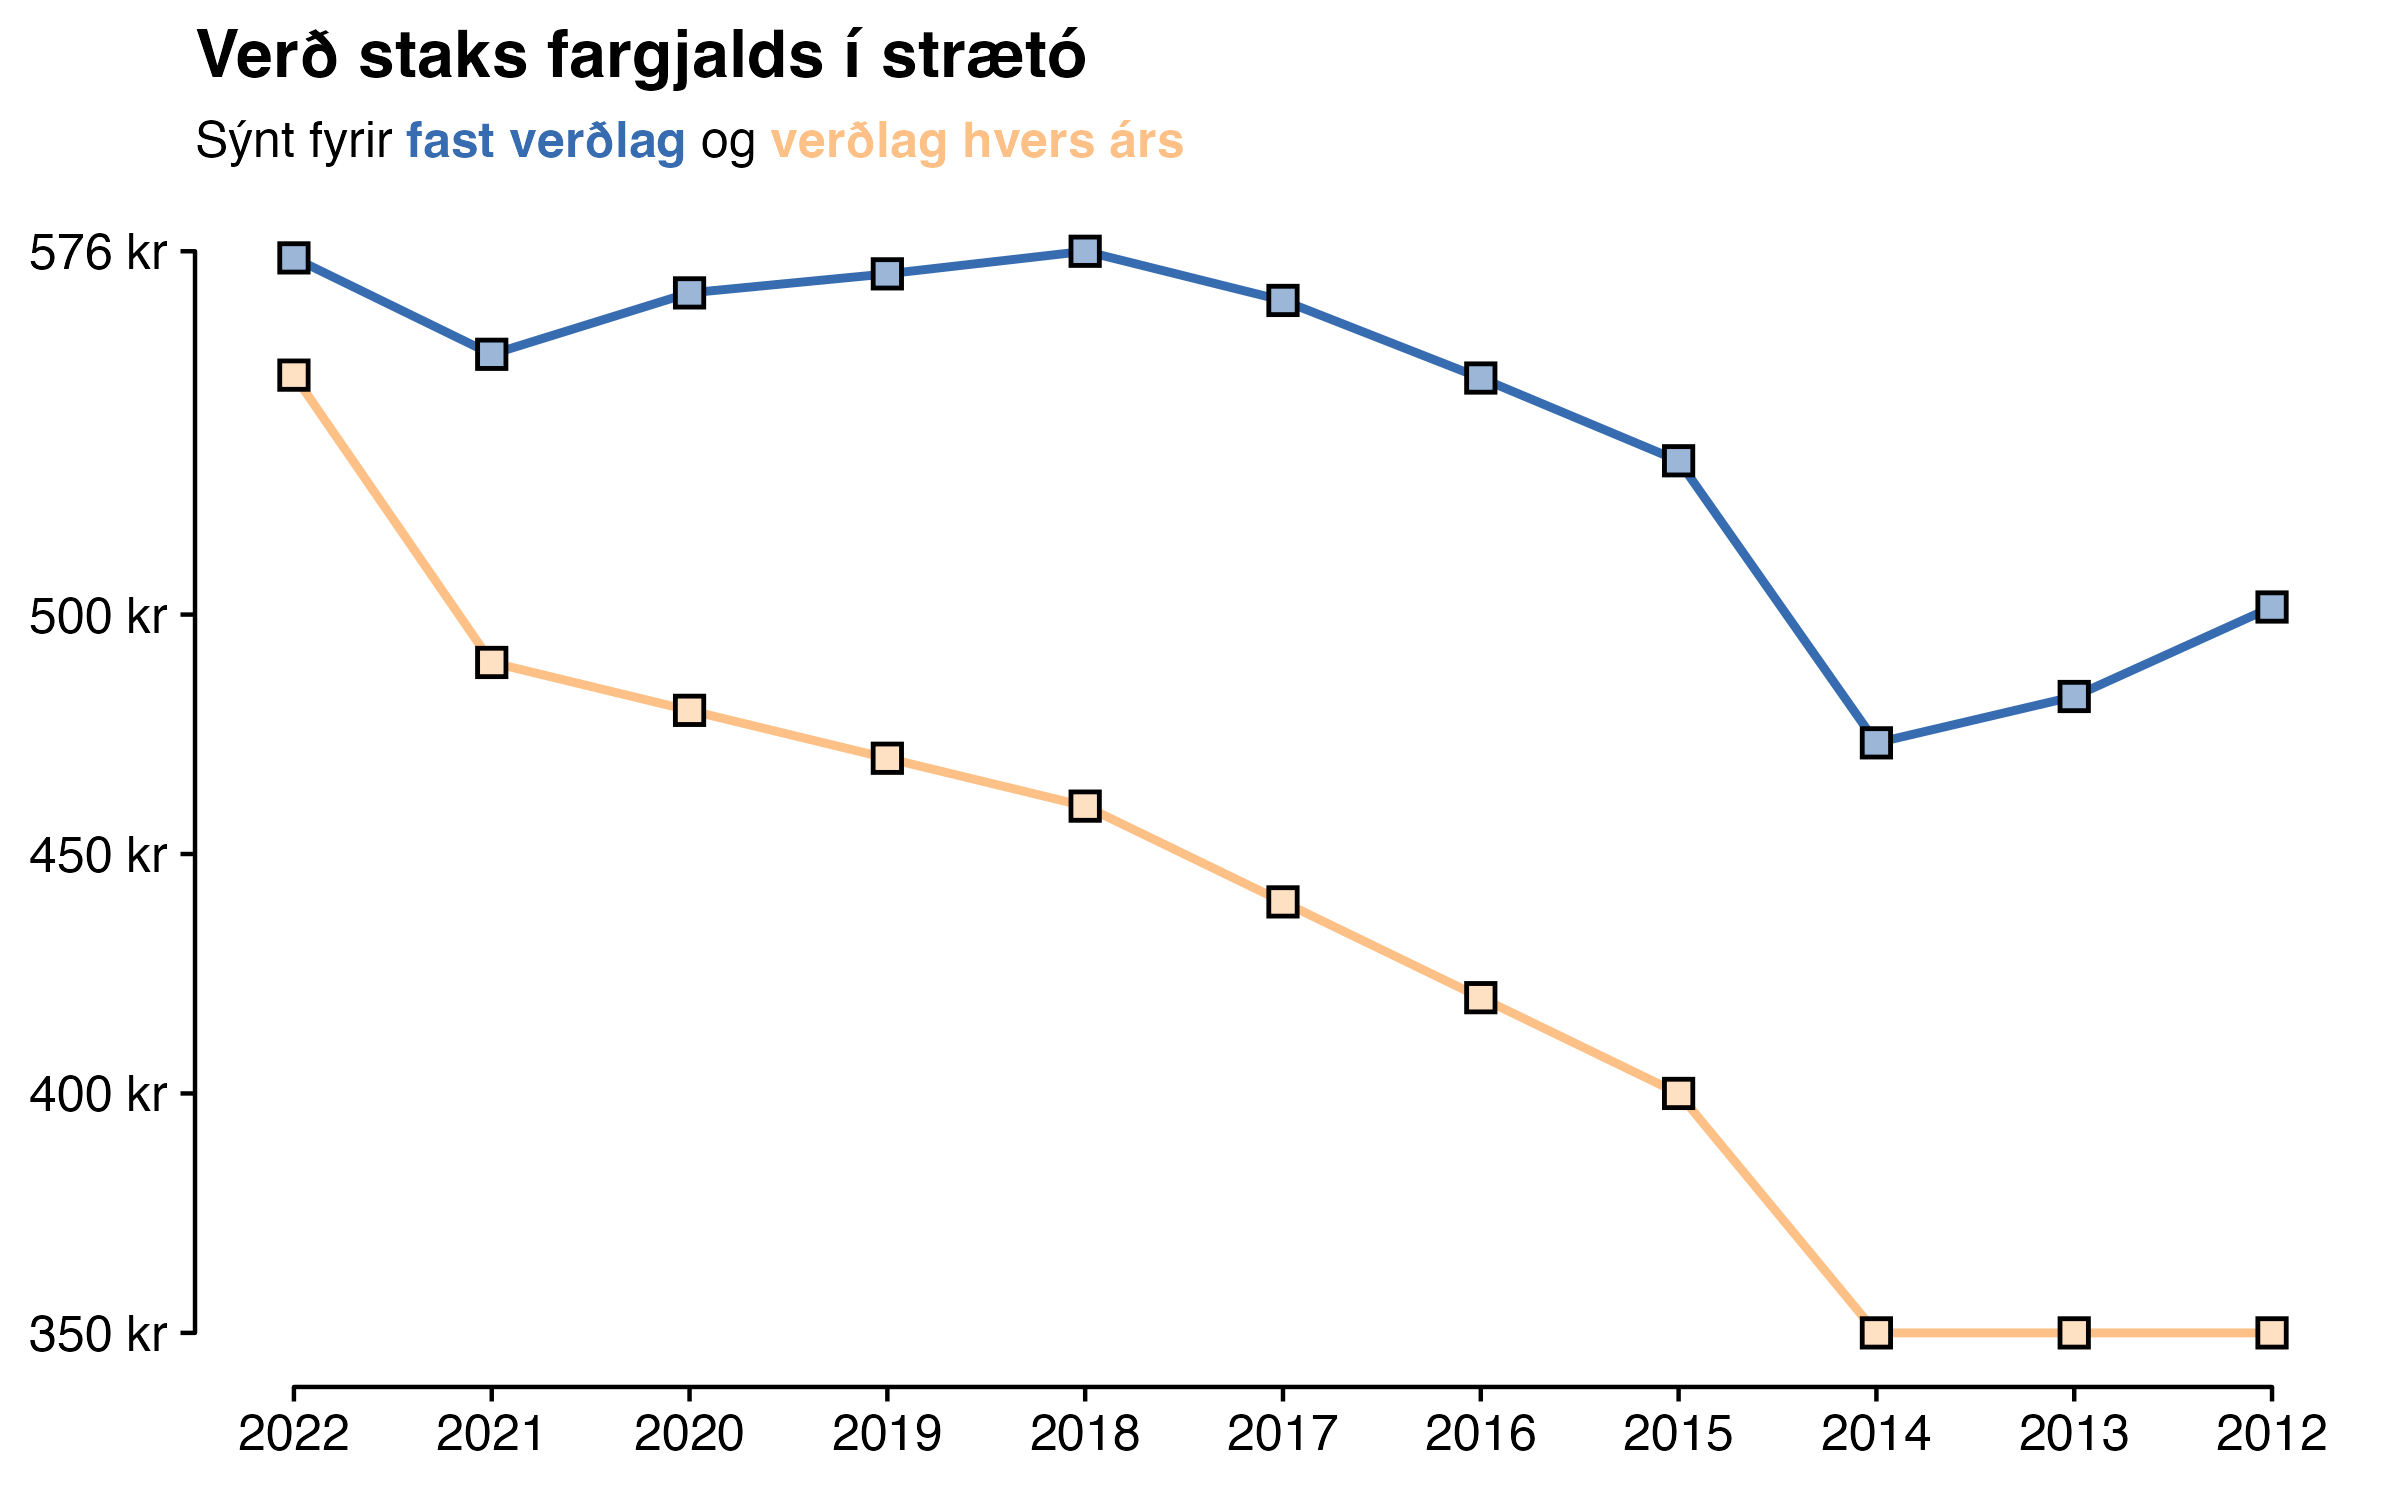 Verð staks fargjalds í strætó
Sýnt fyrir fast verðlag og verðlag hvers árs
576 kr
500 kr
450 kr
400 kr
350 kr
2022 2021 2020 2019 2018 2017 2016 2015 2014 2013 2012